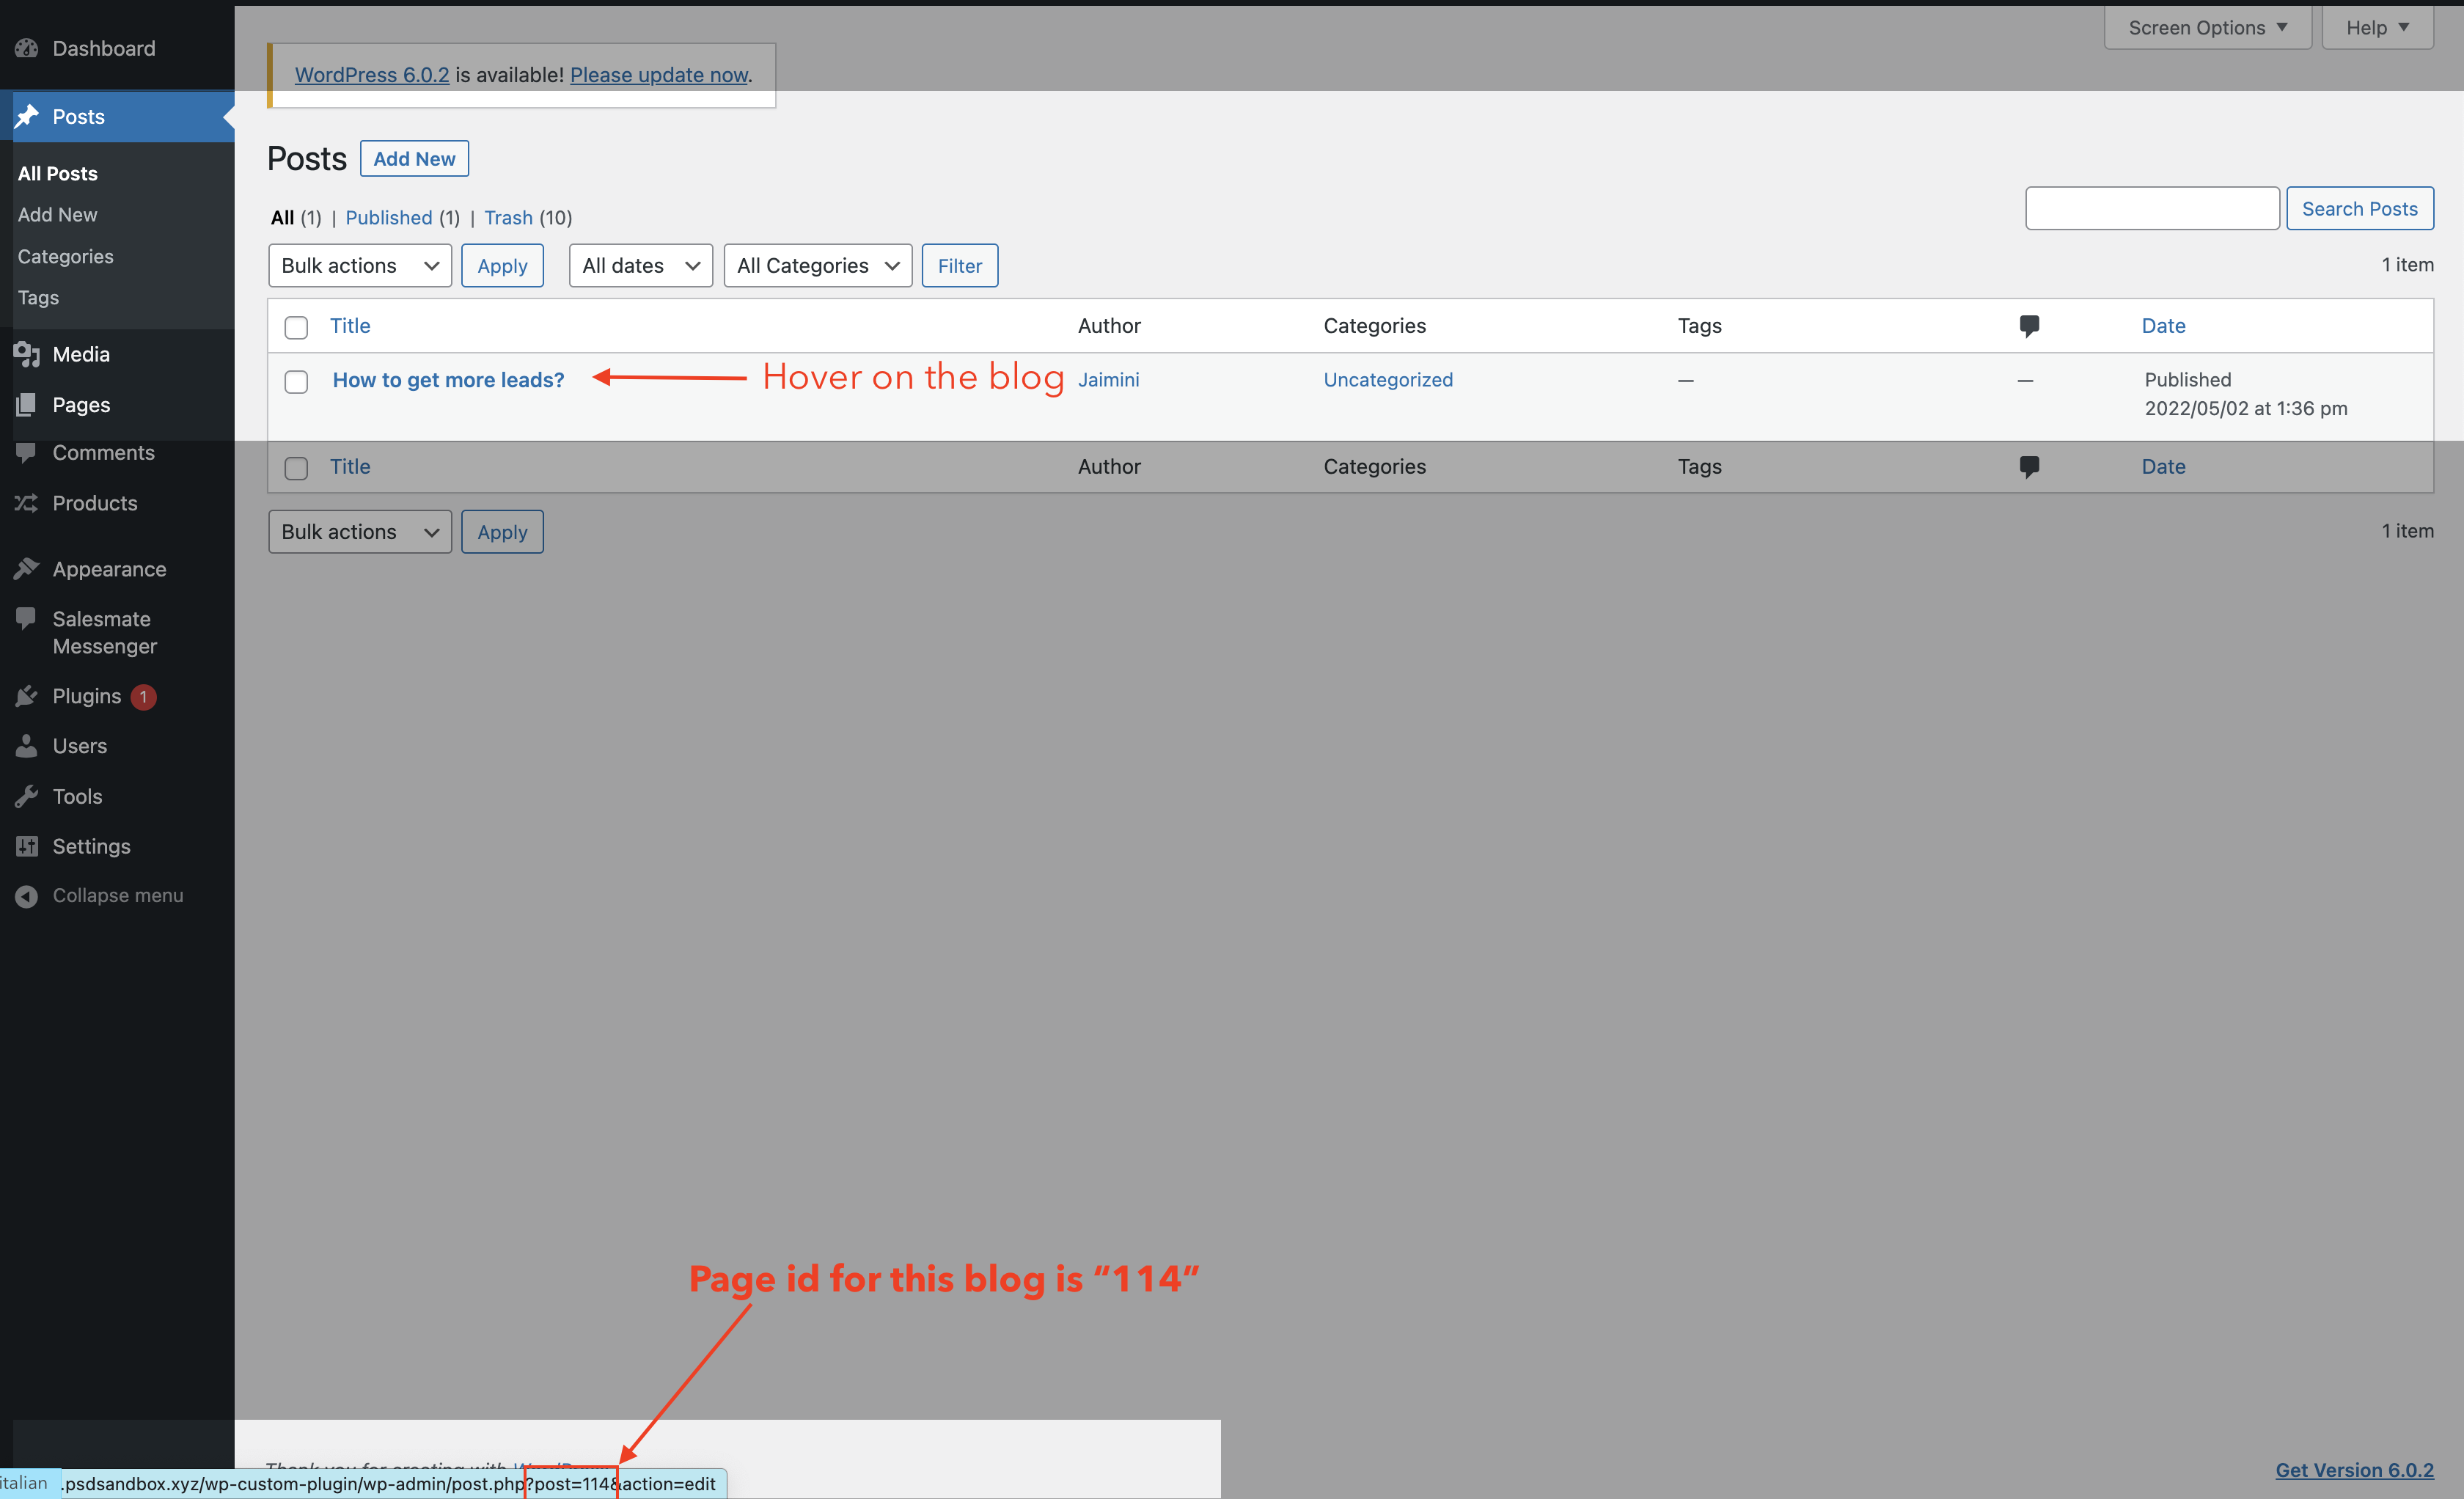 Dashboard
Posts
All Posts
Add New
Categories
Tags
Media
Pages
Comments
Products
Appearance
Salesmate
Messenger
Plugins 1
Users
Tools
Settings
Collapse menu
Screen Options
Help
WordPress 6.0.2 is available! Please update now.
Posts Add New
All (1) | Published (1) | Trash (10)
Search Posts
Bulk actions Apply All dates All Categories Filter 1 item
Title Author Categories Tags Date
How to get more leads? Hover on the blog Jaimini Uncategorized — — Published
2022/05/02 at 1:36 pm
Title Author Categories Tags Date
Bulk actions Apply 1 item
Page id for this blog is “114”
Thank you for creating with WordPress
Get Version 6.0.2
italian .psdsandbox.xyz/wp-custom-plugin/wp-admin/post.php?post=114&action=edit